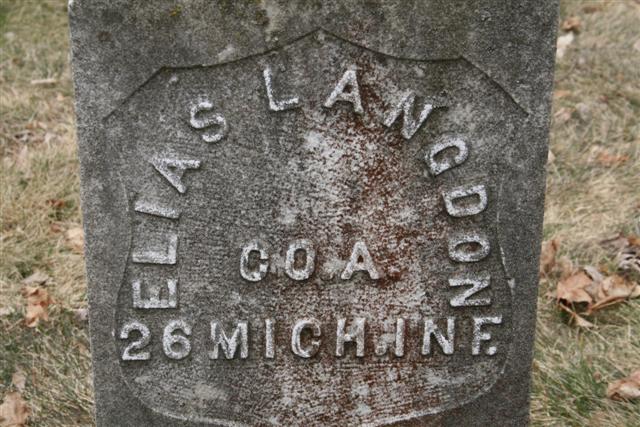 ELIAS LANGDON
CO A
26 MICH. INF.